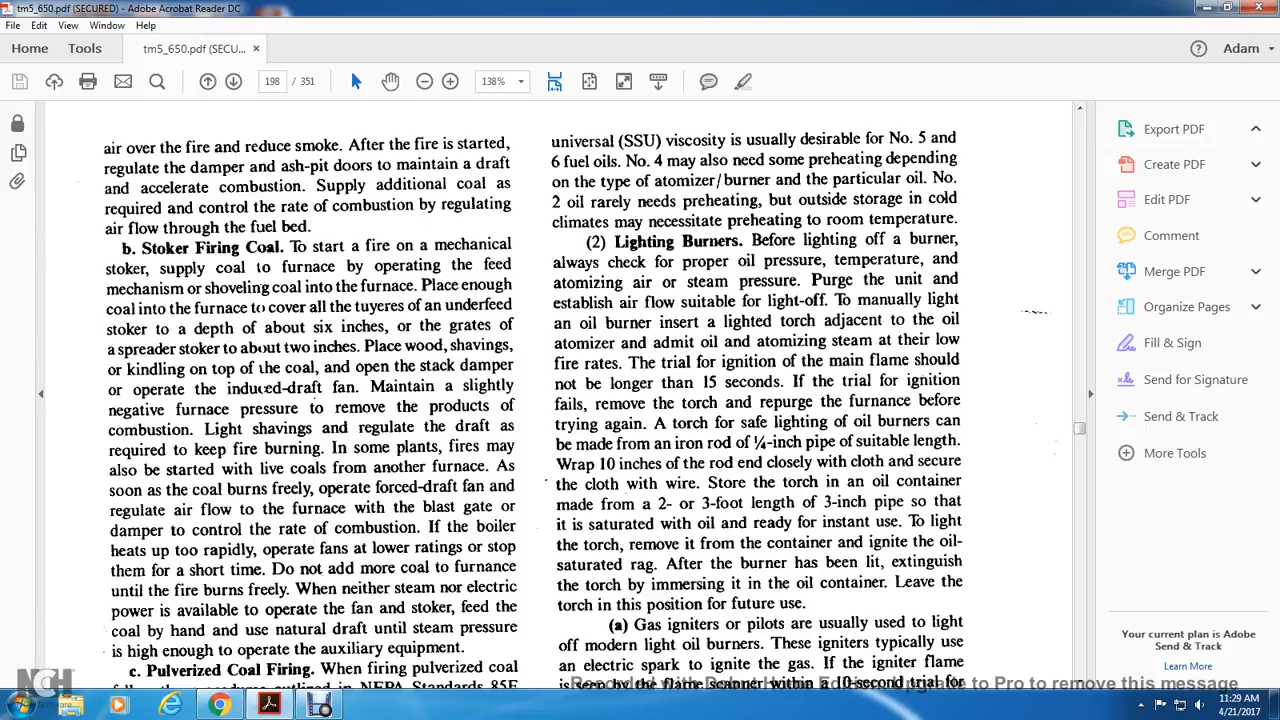 tm5_650.pdf (SECURED) - Adobe Acrobat Reader DC
File Edit View Window Help
Home Tools tm5_650.pdf (SECU... ×
Adam
198 / 351
138%
air over the fire and reduce smoke. After the fire is started,
regulate the damper and ash-pit doors to maintain a draft
and accelerate combustion. Supply additional coal as
required and control the rate of combustion by regulating
air flow through the fuel bed.
b. Stoker Firing Coal. To start a fire on a mechanical
stoker, supply coal to furnace by operating the feed
mechanism or shoveling coal into the furnace. Place enough
coal into the furnace to cover all the tuyeres of an underfeed
stoker to a depth of about six inches, or the grates of
a spreader stoker to about two inches. Place wood, shavings,
or kindling on top of the coal, and open the stack damper
or operate the induced-draft fan. Maintain a slightly
negative furnace pressure to remove the products of
combustion. Light shavings and regulate the draft as
required to keep fire burning. In some plants, fires may
also be started with live coals from another furnace. As
soon as the coal burns freely, operate forced-draft fan and
regulate air flow to the furnace with the blast gate or
damper to control the rate of combustion. If the boiler
heats up too rapidly, operate fans at lower ratings or stop
them for a short time. Do not add more coal to furnance
until the fire burns freely. When neither steam nor electric
power is available to operate the fan and stoker, feed the
coal by hand and use natural draft until steam pressure
is high enough to operate the auxiliary equipment.
c. Pulverized Coal Firing. When firing pulverized coal
in NFPA Standards 85F
universal (SSU) viscosity is usually desirable for No. 5 and
6 fuel oils. No. 4 may also need some preheating depending
on the type of atomizer/burner and the particular oil. No.
2 oil rarely needs preheating, but outside storage in cold
climates may necessitate preheating to room temperature.
(2) Lighting Burners. Before lighting off a burner,
always check for proper oil pressure, temperature, and
atomizing air or steam pressure. Purge the unit and
establish air flow suitable for light-off. To manually light
an oil burner insert a lighted torch adjacent to the oil
atomizer and admit oil and atomizing steam at their low
fire rates. The trial for ignition of the main flame should
not be longer than 15 seconds. If the trial for ignition
fails, remove the torch and repurge the furnance before
trying again. A torch for safe lighting of oil burners can
be made from an iron rod of ¼-inch pipe of suitable length.
Wrap 10 inches of the rod end closely with cloth and secure
the cloth with wire. Store the torch in an oil container
made from a 2- or 3-foot length of 3-inch pipe so that
it is saturated with oil and ready for instant use. To light
the torch, remove it from the container and ignite the oil-
saturated rag. After the burner has been lit, extinguish
the torch by immersing it in the oil container. Leave the
torch in this position for future use.
(a) Gas igniters or pilots are usually used to light
off modern light oil burners. These igniters typically use
an electric spark to ignite the gas. If the igniter flame
is seen by the flame scanner within a 10-second trial for
Export PDF
Create PDF
Edit PDF
Comment
Merge PDF
Organize Pages
Fill & Sign
Send for Signature
Send & Track
More Tools
Your current plan is Adobe
Send & Track
Learn More
to Pro to remove this message
NCH
Software
11:29 AM
4/21/2017